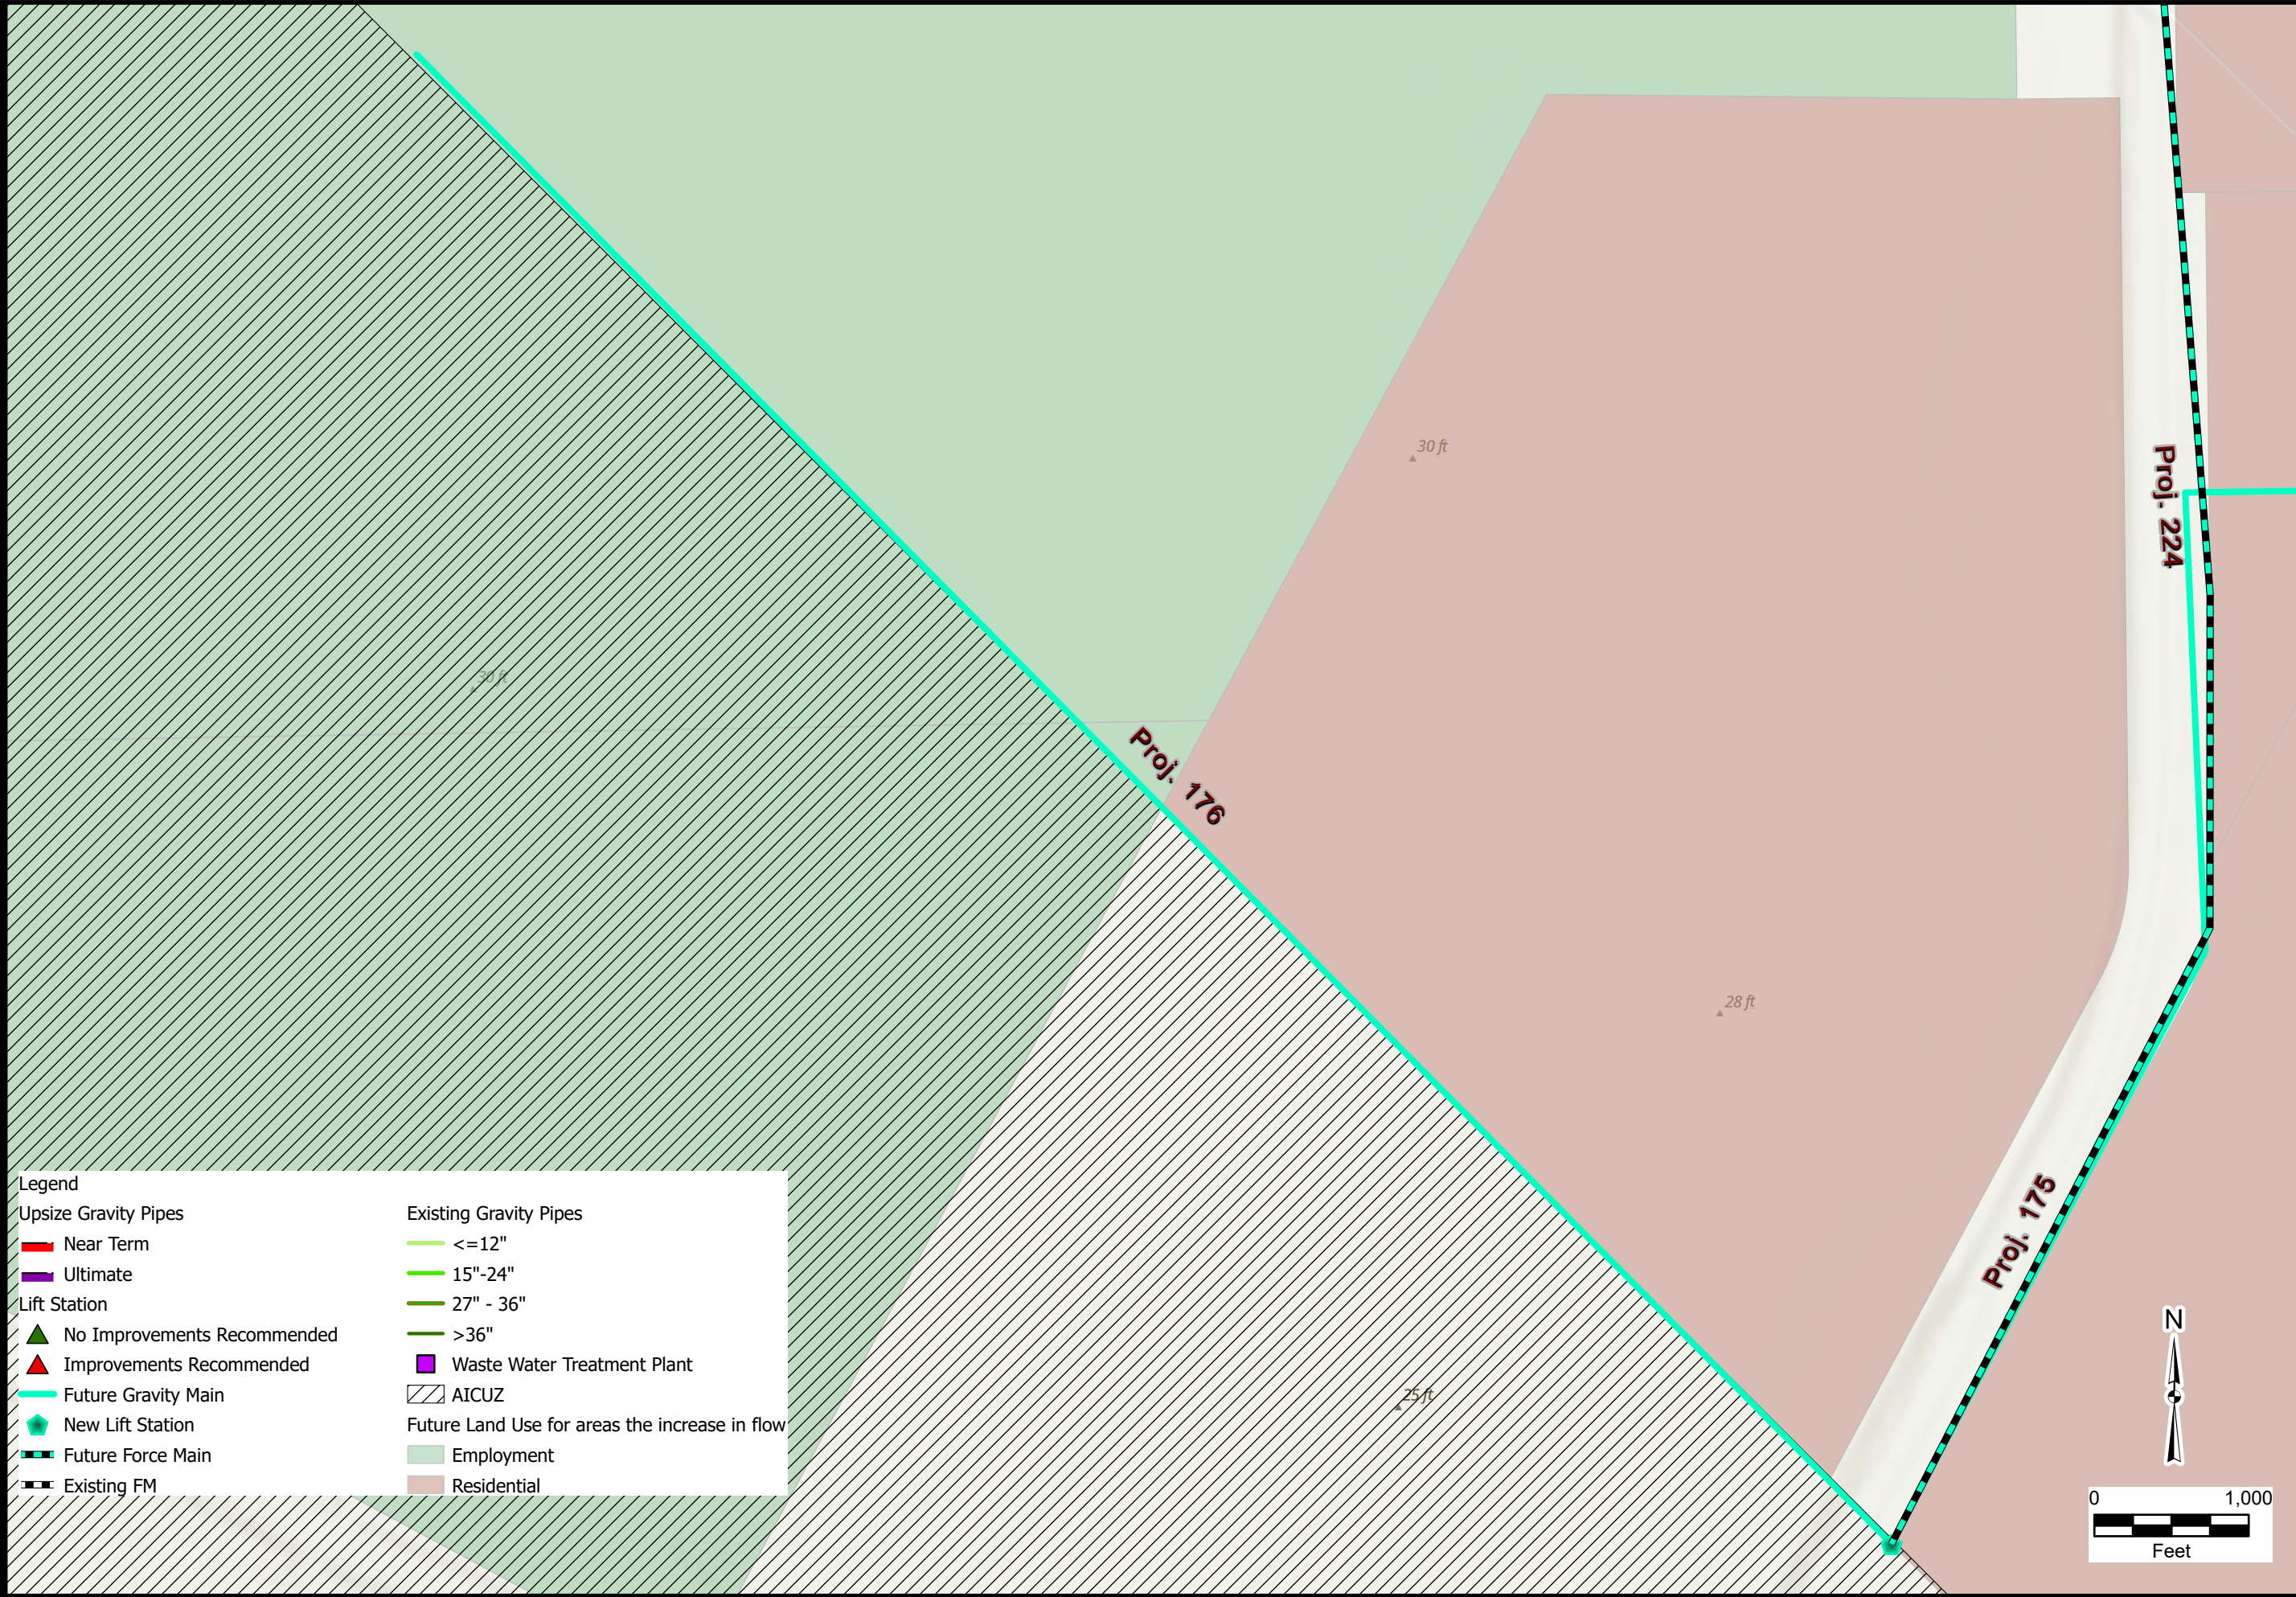 30 ft
Proj. 224
30 ft
Proj. 176
28 ft
Proj. 175
25 ft
Legend
Upsize Gravity Pipes
Near Term
Ultimate
Lift Station
No Improvements Recommended
Improvements Recommended
Future Gravity Main
New Lift Station
Future Force Main
Existing FM
Existing Gravity Pipes
<=12"
15"-24"
27" - 36"
>36"
Waste Water Treatment Plant
AICUZ
Future Land Use for areas the increase in flow
Employment
Residential
N
0 1,000
Feet